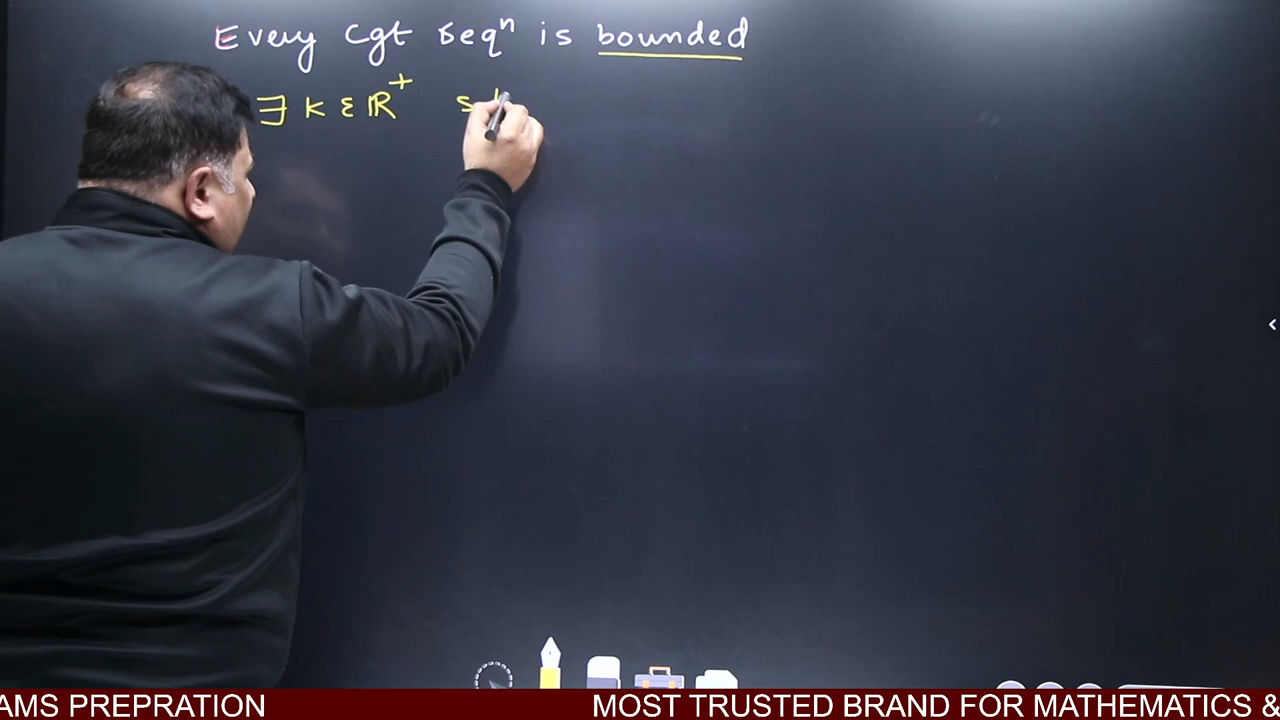 Every Cgt seqⁿ is bounded
∃ K ε ℝ⁺
AMS PREPRATION MOST TRUSTED BRAND FOR MATHEMATICS &